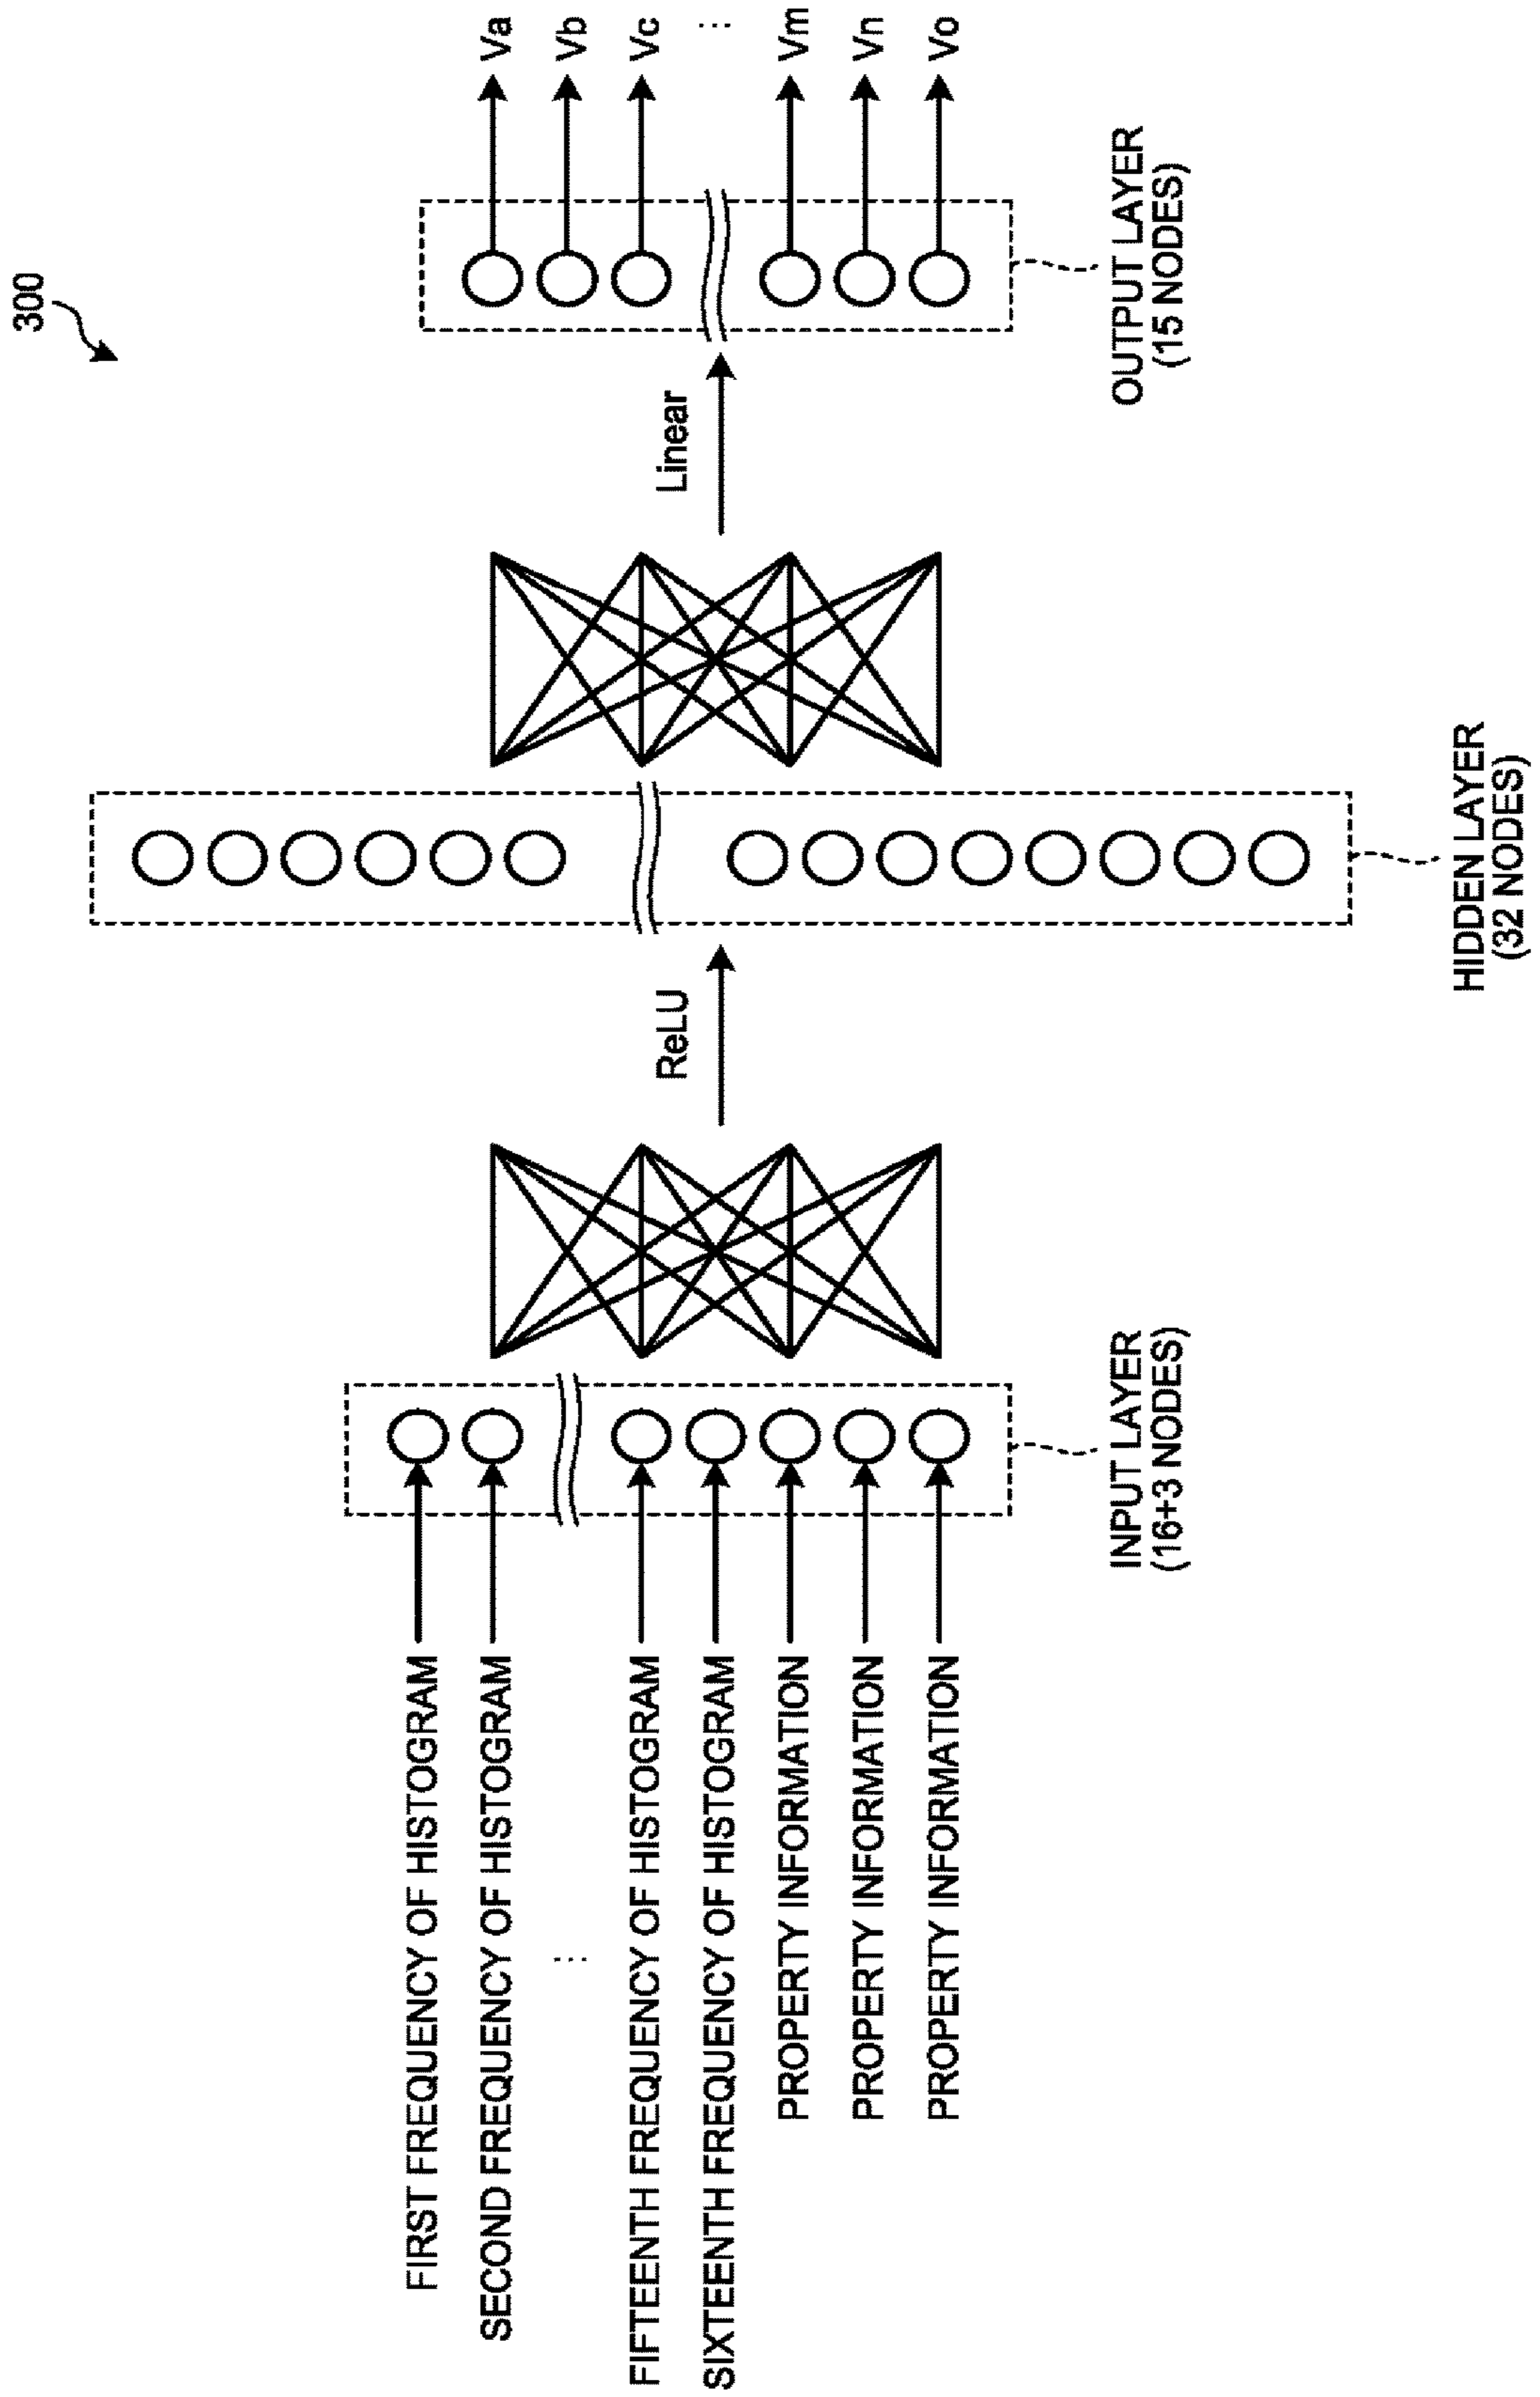 300
FIRST FREQUENCY OF HISTOGRAM
SECOND FREQUENCY OF HISTOGRAM
⋮
FIFTEENTH FREQUENCY OF HISTOGRAM
SIXTEENTH FREQUENCY OF HISTOGRAM
PROPERTY INFORMATION
PROPERTY INFORMATION
PROPERTY INFORMATION
INPUT LAYER
(16+3 NODES)
ReLU
HIDDEN LAYER
(32 NODES)
Linear
OUTPUT LAYER
(15 NODES)
Va
Vb
Vc
⋮
Vm
Vn
Vo